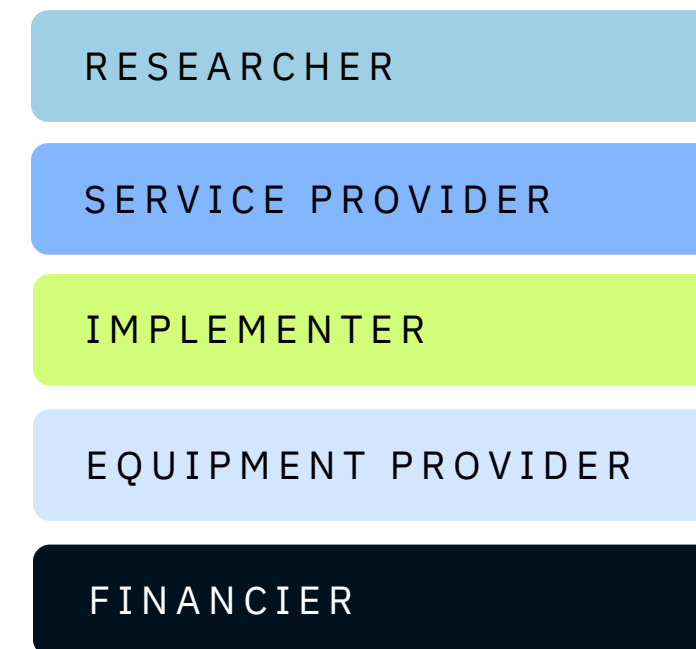 RESEARCHER
SERVICE PROVIDER
IMPLEMENTER
EQUIPMENT PROVIDER
FINANCIER